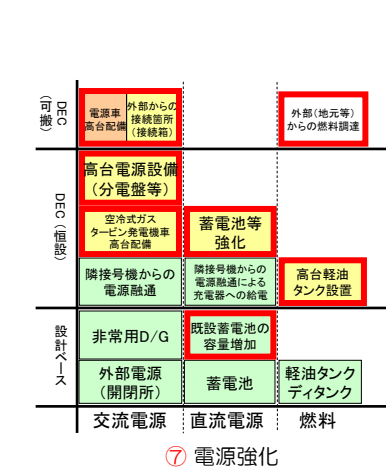 DEC
(可搬)
電源車
高台配備
外部からの
接続箇所
(接続箱)
外部(地元等)
からの燃料調達
DEC(恒設)
高台電源設備
(分電盤等)
空冷式ガス
タービン発電機車
高台配備
蓄電池等
強化
隣接号機からの
電源融通
隣接号機からの
電源融通による
充電器への給電
高台軽油
タンク設置
設計ベース
非常用D/G
既設蓄電池の
容量増加
外部電源
(開閉所)
蓄電池
軽油タンク
ディタンク
交流電源
直流電源
燃料
⑦ 電源強化